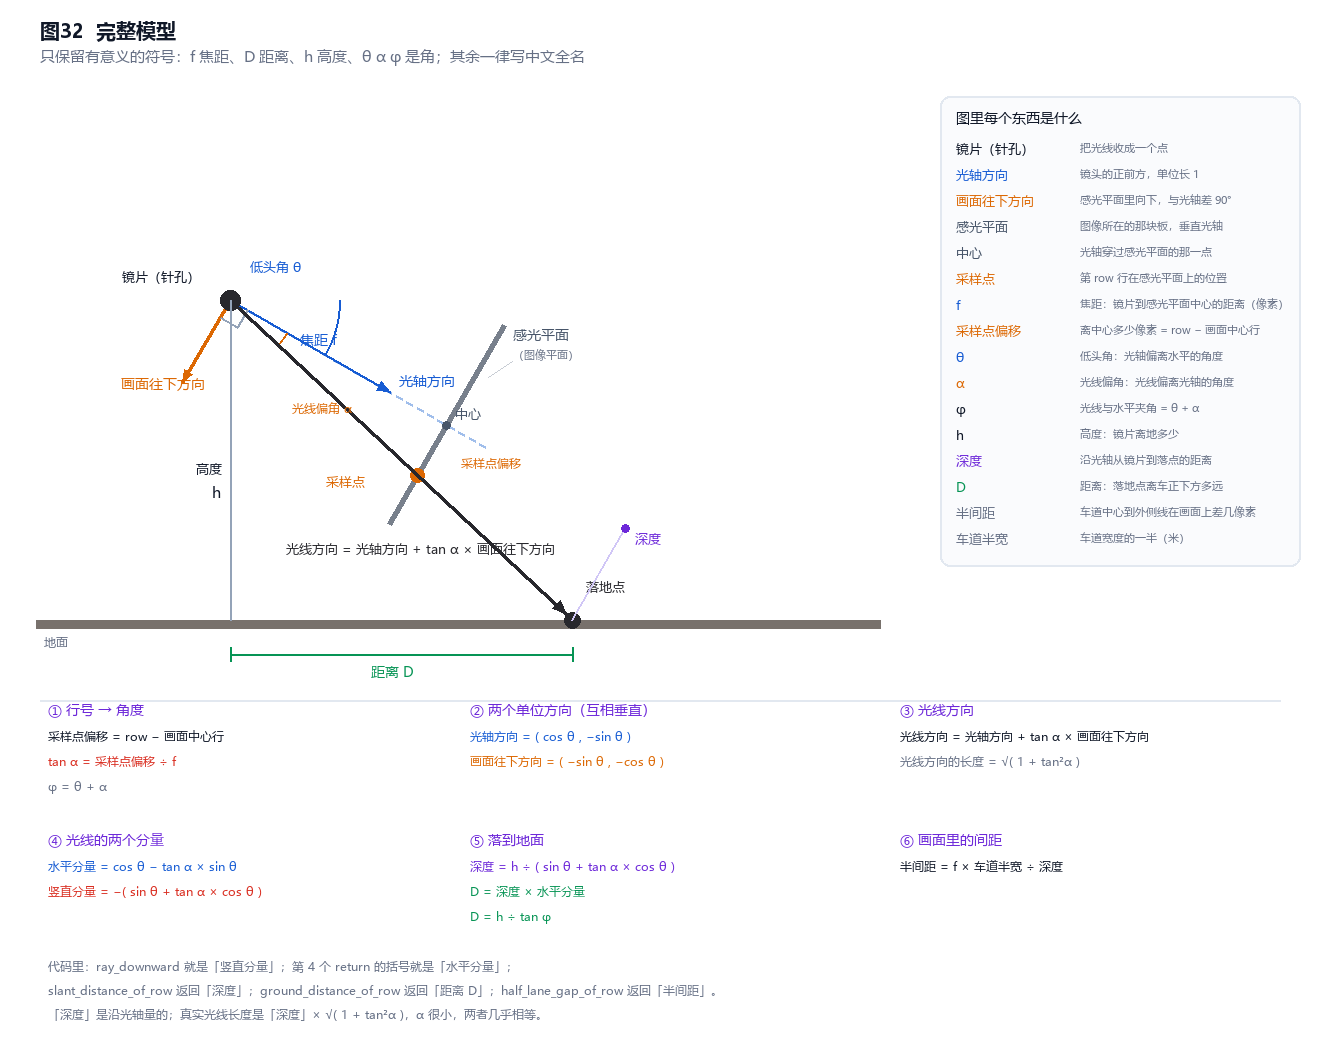 图32 完整模型
只保留有意义的符号：f 焦距、D 距离、h 高度、θ α φ 是角；其余一律写中文全名
图里每个东西是什么
镜片（针孔） 把光线收成一个点
光轴方向 镜头的正前方，单位长 1
画面往下方向 感光平面里向下，与光轴差 90°
感光平面 图像所在的那块板，垂直光轴
中心 光轴穿过感光平面的那一点
采样点 第 row 行在感光平面上的位置
f 焦距：镜片到感光平面中心的距离（像素）
采样点偏移 离中心多少像素 = row − 画面中心行
θ 低头角：光轴偏离水平的角度
α 光线偏角：光线偏离光轴的角度
φ 光线与水平夹角 = θ + α
h 高度：镜片离地多少
深度 沿光轴从镜片到落点的距离
D 距离：落地点离车正下方多远
半间距 车道中心到外侧线在画面上差几像素
车道半宽 车道宽度的一半（米）
低头角 θ
镜片（针孔）
焦距 f
感光平面
（图像平面）
光轴方向
画面往下方向
光线偏角 α
中心
采样点偏移
高度
h
采样点
深度
光线方向 = 光轴方向 + tan α × 画面往下方向
落地点
地面
距离 D
① 行号 → 角度
采样点偏移 = row − 画面中心行
tan α = 采样点偏移 ÷ f
φ = θ + α
② 两个单位方向（互相垂直）
光轴方向 = ( cos θ , −sin θ )
画面往下方向 = ( −sin θ , −cos θ )
③ 光线方向
光线方向 = 光轴方向 + tan α × 画面往下方向
光线方向的长度 = √( 1 + tan²α )
④ 光线的两个分量
水平分量 = cos θ − tan α × sin θ
竖直分量 = −( sin θ + tan α × cos θ )
⑤ 落到地面
深度 = h ÷ ( sin θ + tan α × cos θ )
D = 深度 × 水平分量
D = h ÷ tan φ
⑥ 画面里的间距
半间距 = f × 车道半宽 ÷ 深度
代码里：ray_downward 就是「竖直分量」；第 4 个 return 的括号就是「水平分量」；
slant_distance_of_row 返回「深度」；ground_distance_of_row 返回「距离 D」；half_lane_gap_of_row 返回「半间距」。
「深度」是沿光轴量的；真实光线长度是「深度」× √( 1 + tan²α )，α 很小，两者几乎相等。